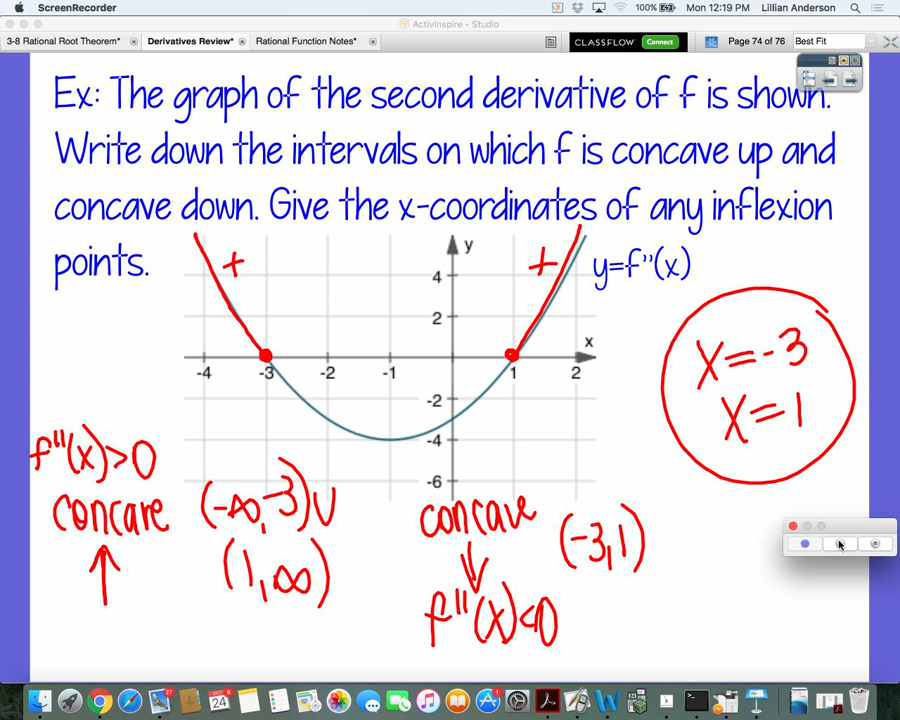 ScreenRecorder
100%
Mon 12:19 PM Lillian Anderson
ActivInspire - Studio
3-8 Rational Root Theorem*
Derivatives Review*
Rational Function Notes*
CLASSFLOW Connect
Page 74 of 76
Best Fit
Ex: The graph of the second derivative of f is shown.
Write down the intervals on which f is concave up and
concave down. Give the x-coordinates of any inflexion
points.
y=f"(x)
+ +
y
4
2
x
-4 -3 -2 -1 1 2
-2
-4
-6
x=-3
x=1
f"(x)>0
concave
(-∞,-3)∪
(1,∞)
concave
(-3,1)
f"(x)<0
OCT
24